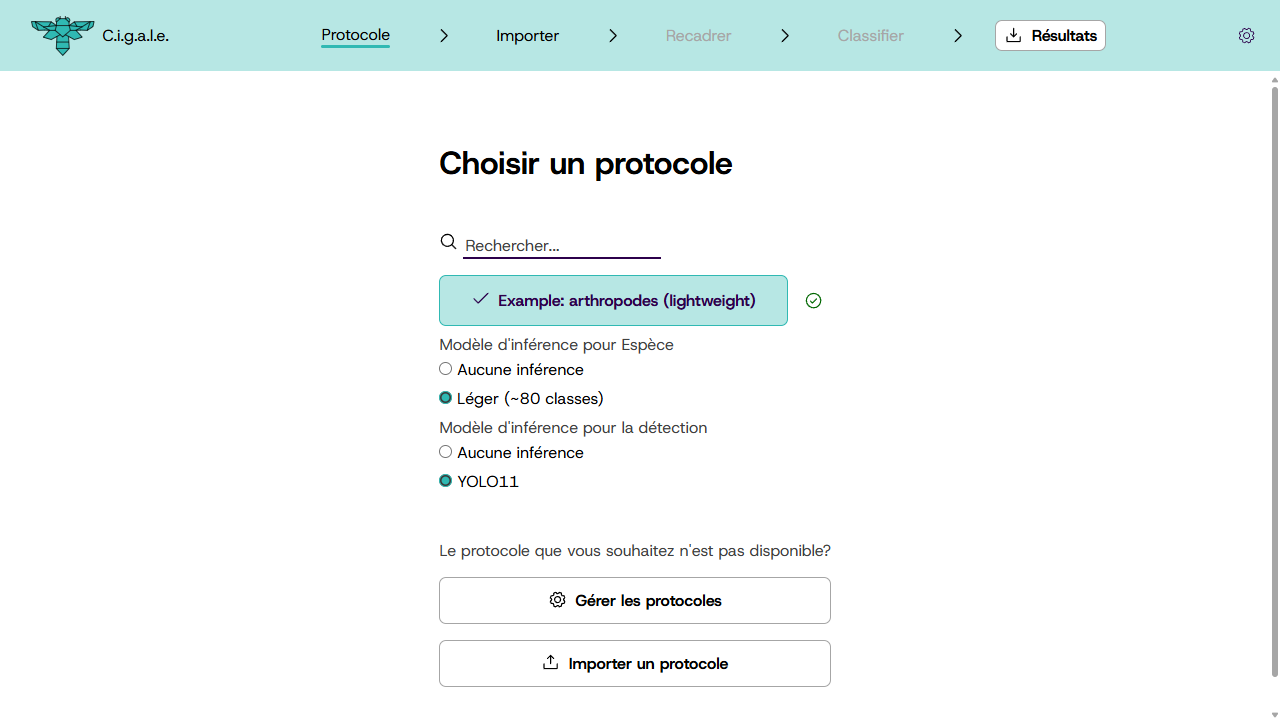 C.i.g.a.l.e.
Protocole
Importer
Recadrer
Classifier
Résultats
Choisir un protocole
Rechercher...
Example: arthropodes (lightweight)
Modèle d'inférence pour Espèce
Aucune inférence
Léger (~80 classes)
Modèle d'inférence pour la détection
Aucune inférence
YOLO11
Le protocole que vous souhaitez n'est pas disponible?
Gérer les protocoles
Importer un protocole